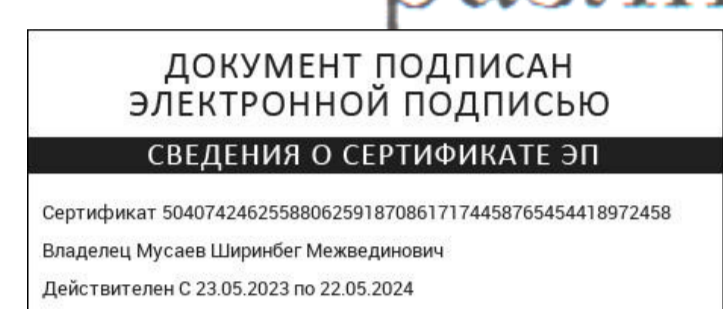 ДОКУМЕНТ ПОДПИСАН
ЭЛЕКТРОННОЙ ПОДПИСЬЮ
СВЕДЕНИЯ О СЕРТИФИКАТЕ ЭП
Сертификат 504074246255880625918708617174458765454418972458
Владелец Мусаев Ширинбег Межвединович
Действителен С 23.05.2023 по 22.05.2024